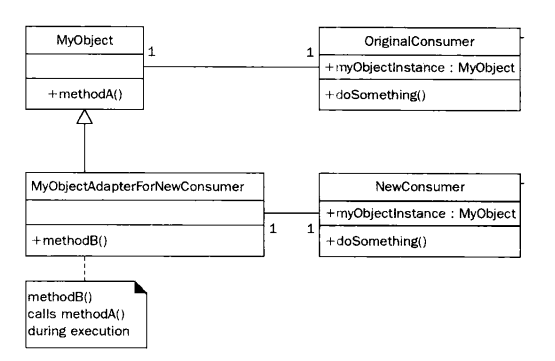 MyObject
+methodA()
1
1
OriginalConsumer
+myObjectInstance : MyObject
+doSomething()
MyObjectAdapterForNewConsumer
+methodB()
1
1
NewConsumer
+myObjectInstance : MyObject
+doSomething()
methodB()
calls methodA()
during execution